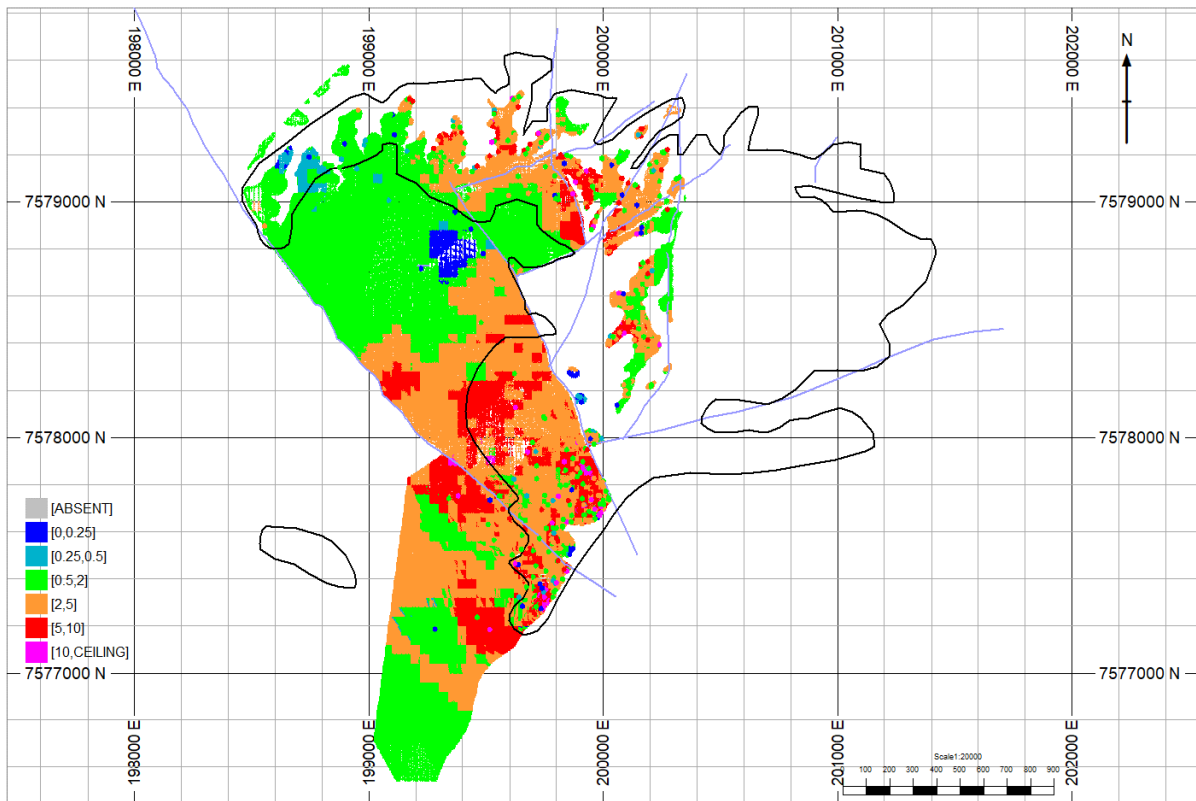 198000 E
199000 E
200000 E
201000 E
202000 E
N
7579000 N
7579000 N
7578000 N
7578000 N
[ABSENT]
[0,0.25]
[0.25,0.5]
[0.5,2]
[2,5]
[5,10]
[10,CEILING]
7577000 N
7577000 N
198000 E
199000 E
200000 E
201000 E
202000 E
Scale1:20000
100 200 300 400 500 600 700 800 900